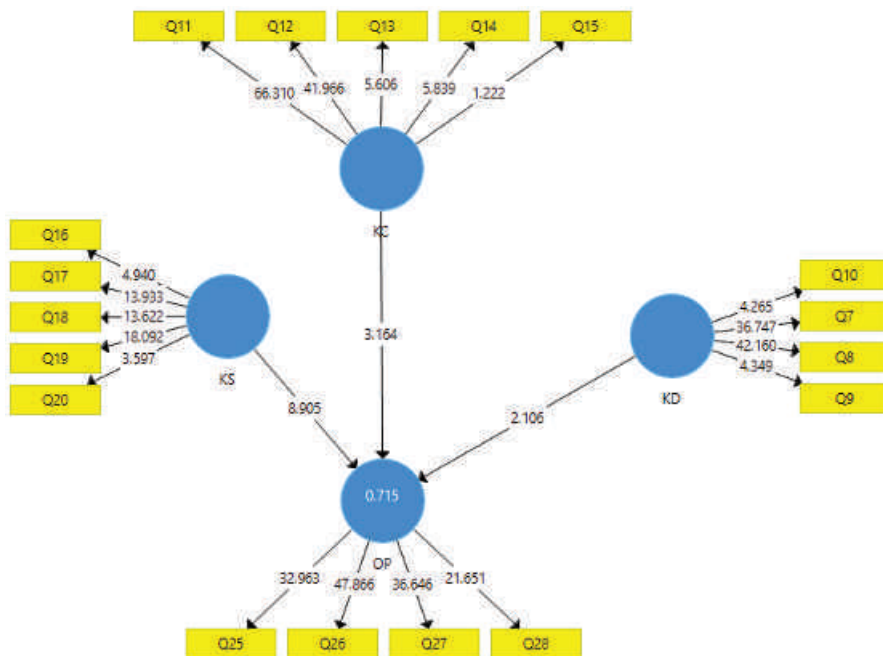 Q11
Q12
Q13
Q14
Q15
66.310
41.966
5.606
5.839
1.222
KC
Q16
Q17
Q18
Q19
Q20
4.940
13.933
13.622
18.092
3.597
KS
3.164
8.905
2.106
Q10
Q7
Q8
Q9
4.265
36.747
42.160
4.349
KD
0.715
OP
32.963
47.866
36.646
21.651
Q25
Q26
Q27
Q28